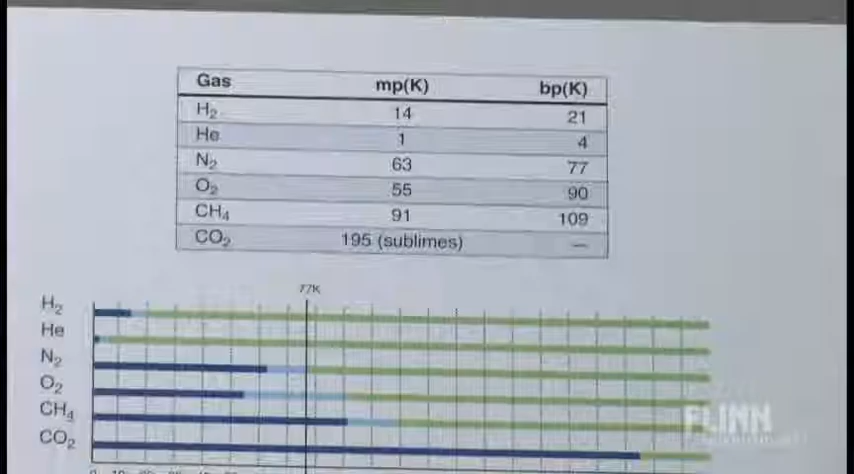 Gas mp(K) bp(K)
H₂ 14 21
He 1 4
N₂ 63 77
O₂ 55 90
CH₄ 91 109
CO₂ 195 (sublimes) —
77K
H₂
He
N₂
O₂
CH₄
CO₂
FLINN